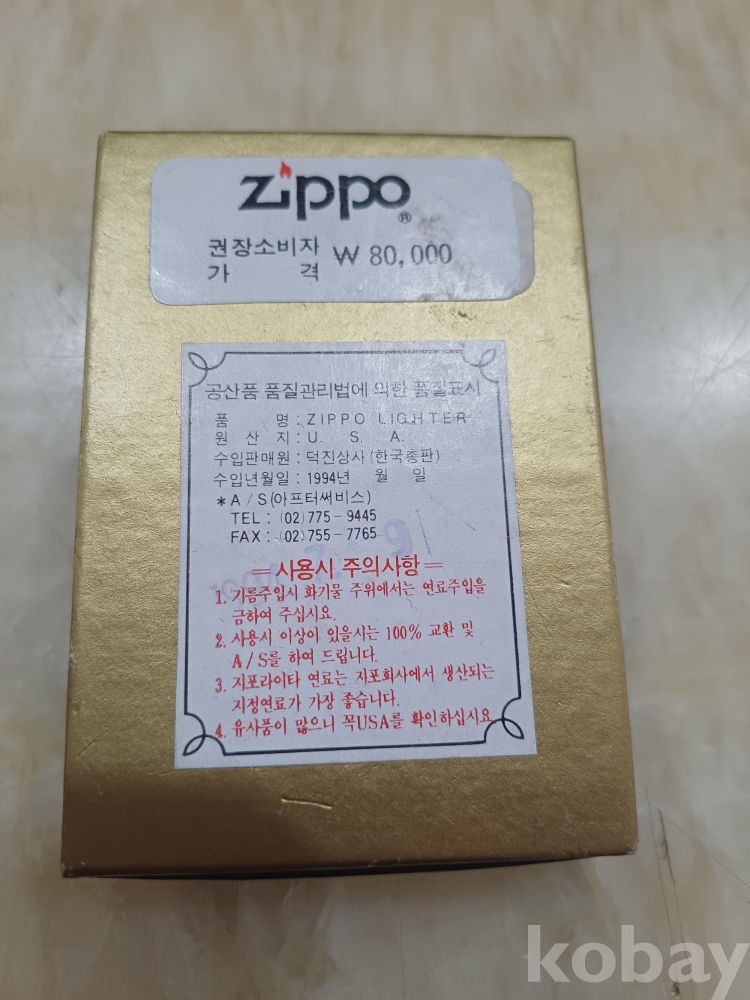 Zippo
®
권장소비자
가 격 ₩ 80,000
공산품 품질관리법에 의한 품질표시
품 명 : ZIPPO LIGHTER
원 산 지 : U. S. A.
수입판매원 : 덕진상사 (한국총판)
수입년월일 : 1994년 월 일
*A/S(아프터써비스)
TEL : (02) 775-9445
FAX : (02) 755-7765
=사용시 주의사항=
1. 기름주입시 화기물 주위에서는 연료주입을
금하여 주십시요.
2. 사용시 이상이 있을시는 100% 교환 및
A/S를 하여 드립니다.
3. 지포라이타 연료는 지포회사에서 생산되는
지정연료가 가장 좋습니다.
4. 유사품이 많으니 꼭USA를 확인하십시요
kobay